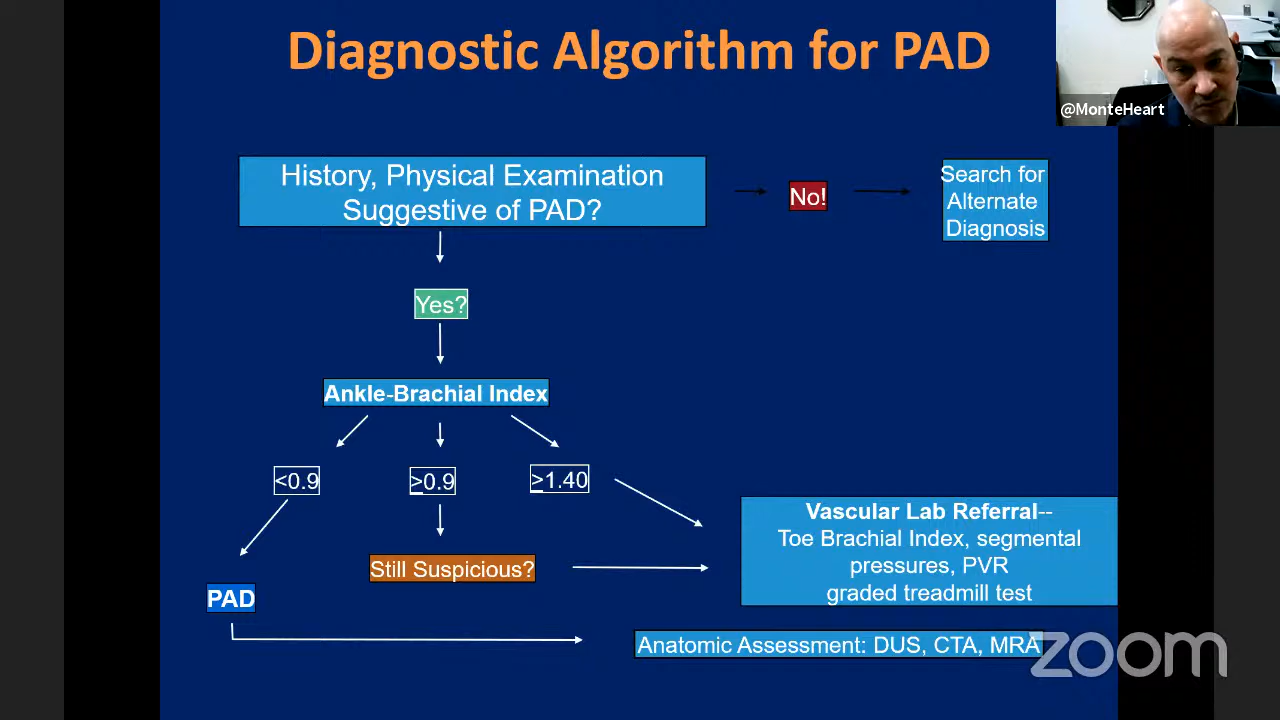 Diagnostic Algorithm for PAD
@MonteHeart
History, Physical Examination
Suggestive of PAD?
No!
Search for
Alternate
Diagnosis
Yes?
Ankle-Brachial Index
<0.9
≥0.9
≥1.40
Vascular Lab Referral--
Toe Brachial Index, segmental
pressures, PVR
graded treadmill test
Still Suspicious?
PAD
Anatomic Assessment: DUS, CTA, MRA
zoom